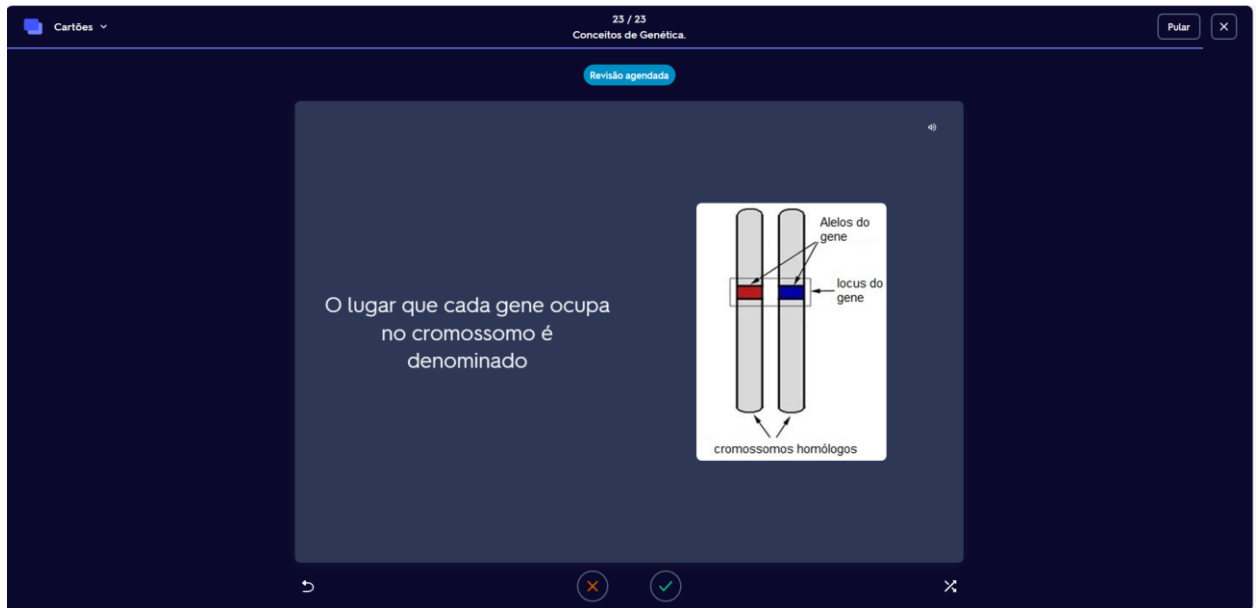 Cartões
23 / 23
Conceitos de Genética.
Pular
Revisão agendada
O lugar que cada gene ocupa
no cromossomo é
denominado
Alelos do
gene
locus do
gene
cromossomos homólogos